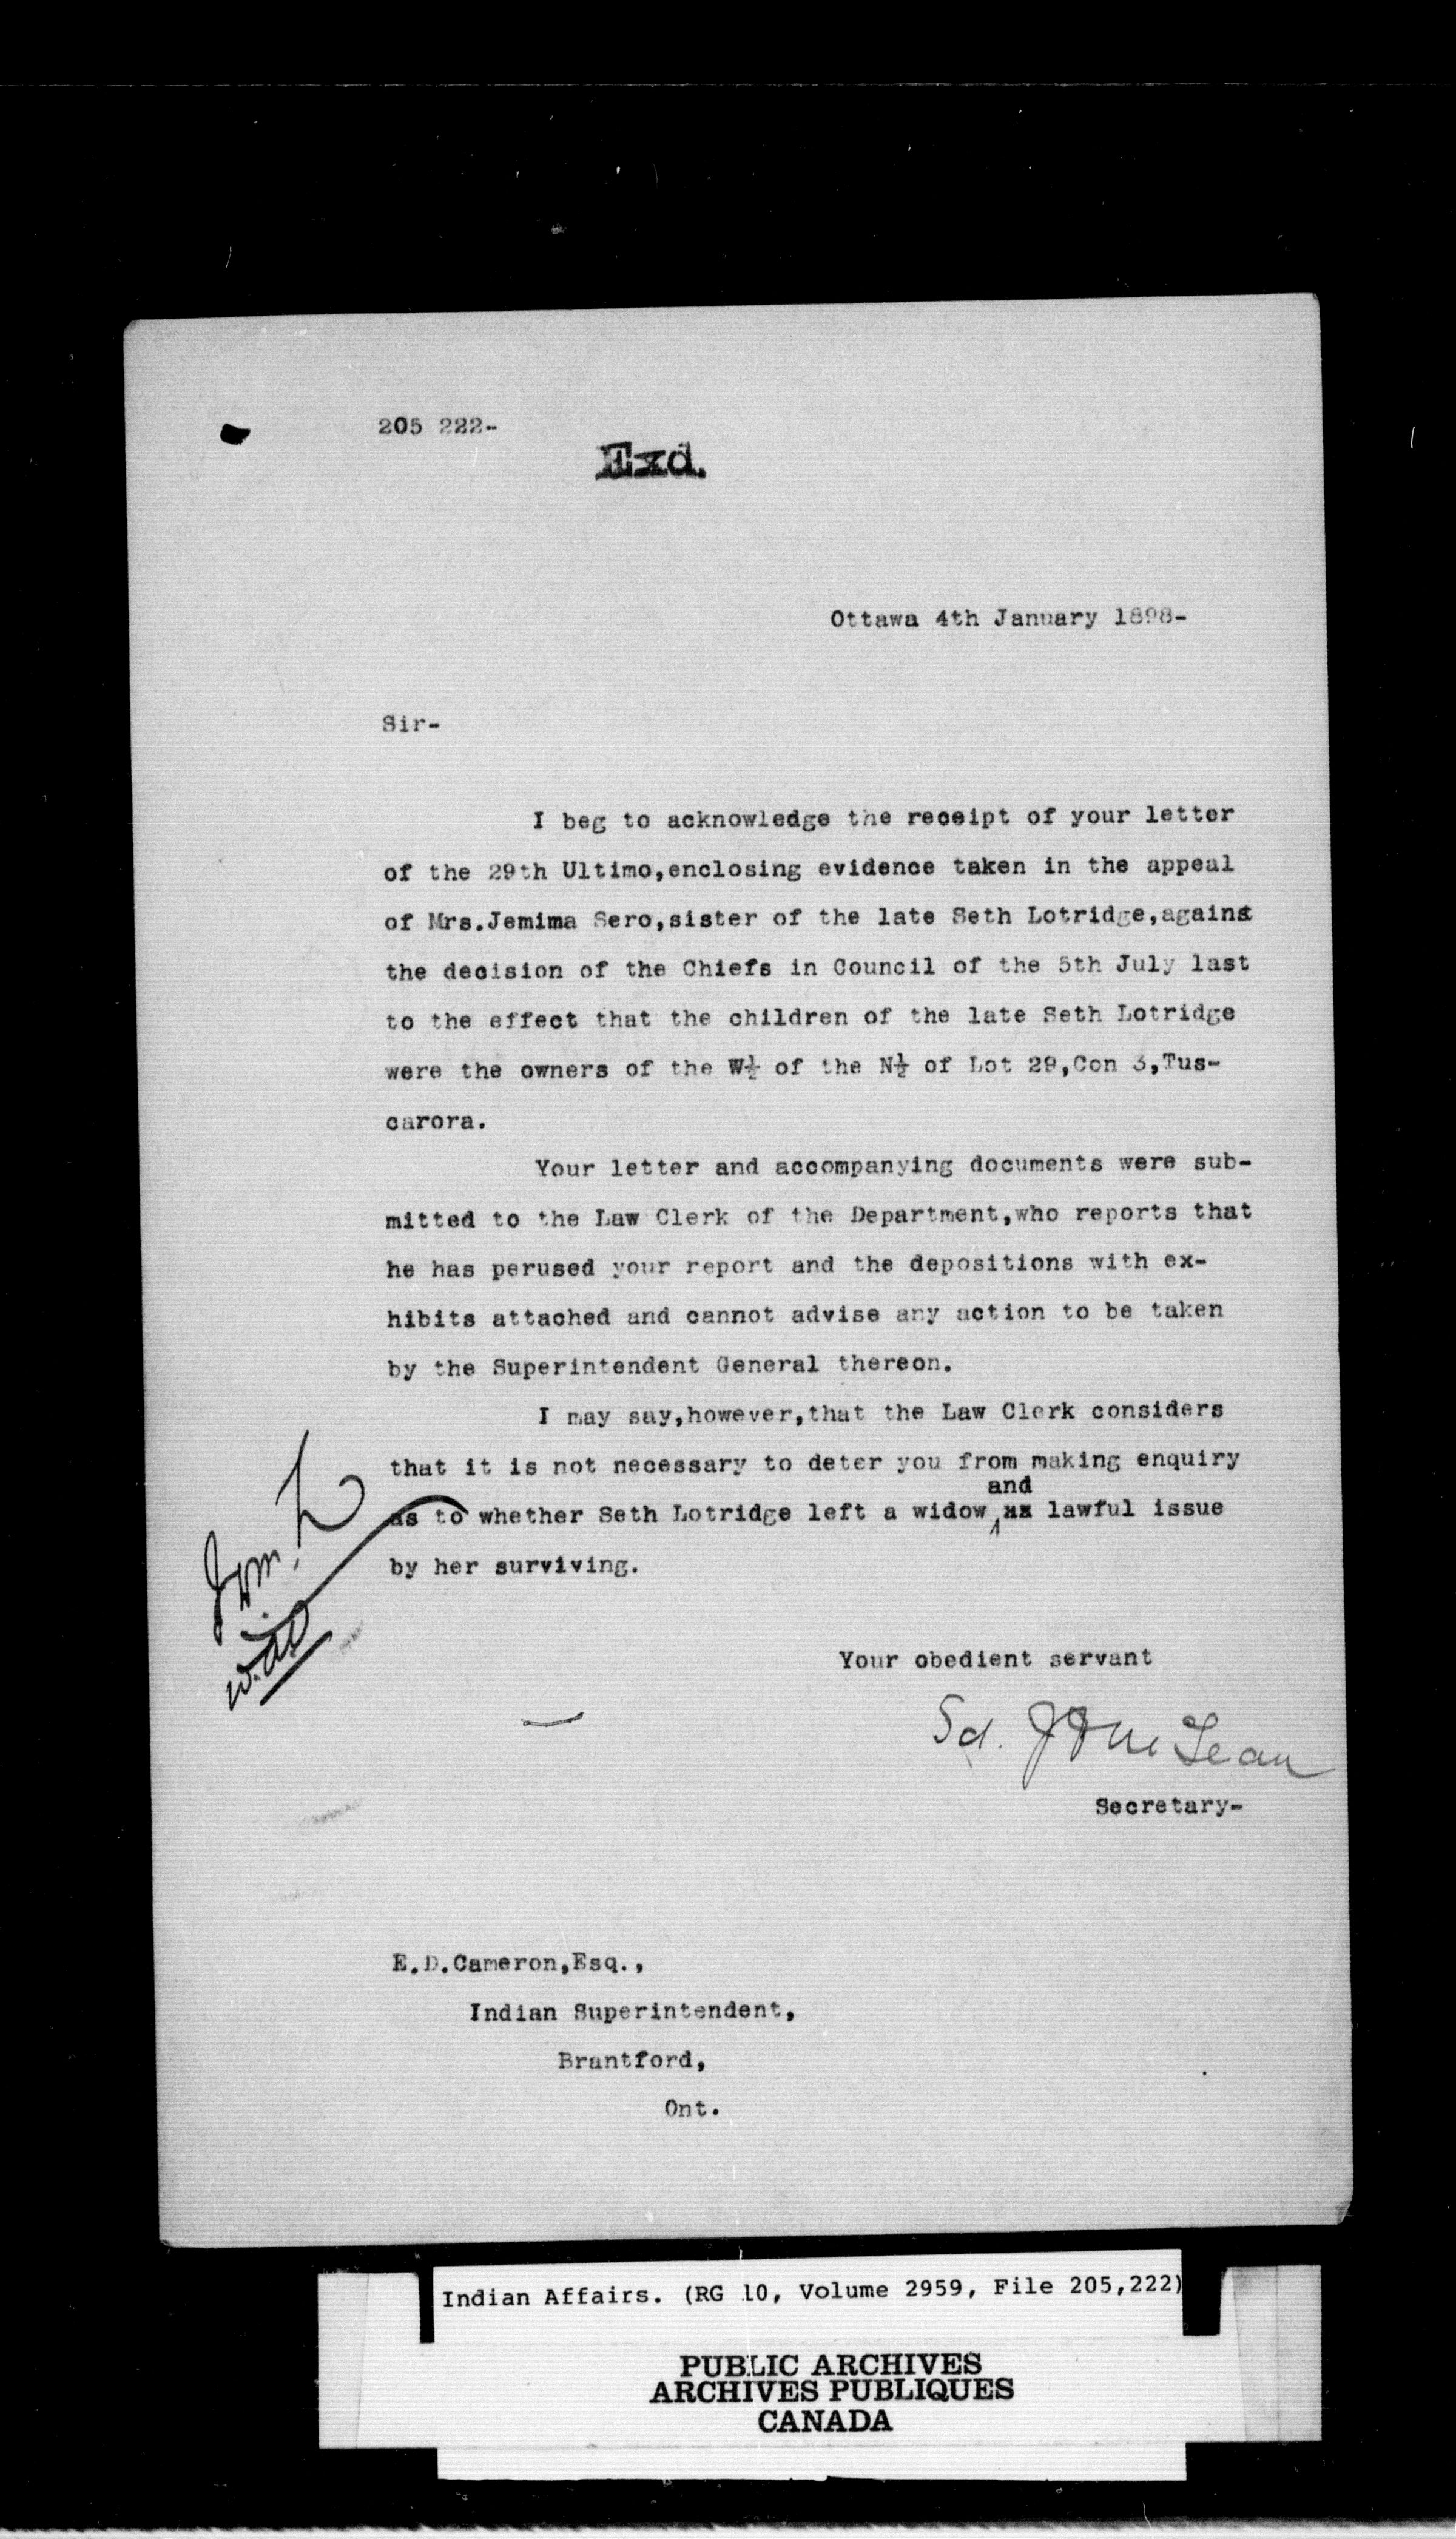 205 222-
Exd.
Ottawa 4th January 1898-
Sir-
I beg to acknowledge the receipt of your letter
of the 29th Ultimo,enclosing evidence taken in the appeal
of Mrs.Jemima Sero,sister of the late Seth Lotridge,against
the decision of the Chiefs in Council of the 5th July last
to the effect that the children of the late Seth Lotridge
were the owners of the W½ of the N½ of Lot 29,Con 3,Tus-
carora.
Your letter and accompanying documents were sub-
mitted to the Law Clerk of the Department,who reports that
he has perused your report and the depositions with ex-
hibits attached and cannot advise any action to be taken
by the Superintendent General thereon.
I may say,however,that the Law Clerk considers
that it is not necessary to deter you from making enquiry
and
as to whether Seth Lotridge left a widow xx lawful issue
by her surviving.
Your obedient servant
Sd. JDMcLean
Secretary-
E.D.Cameron,Esq.,
Indian Superintendent,
Brantford,
Ont.
Indian Affairs. (RG 10, Volume 2959, File 205,222)
PUBLIC ARCHIVES
ARCHIVES PUBLIQUES
CANADA